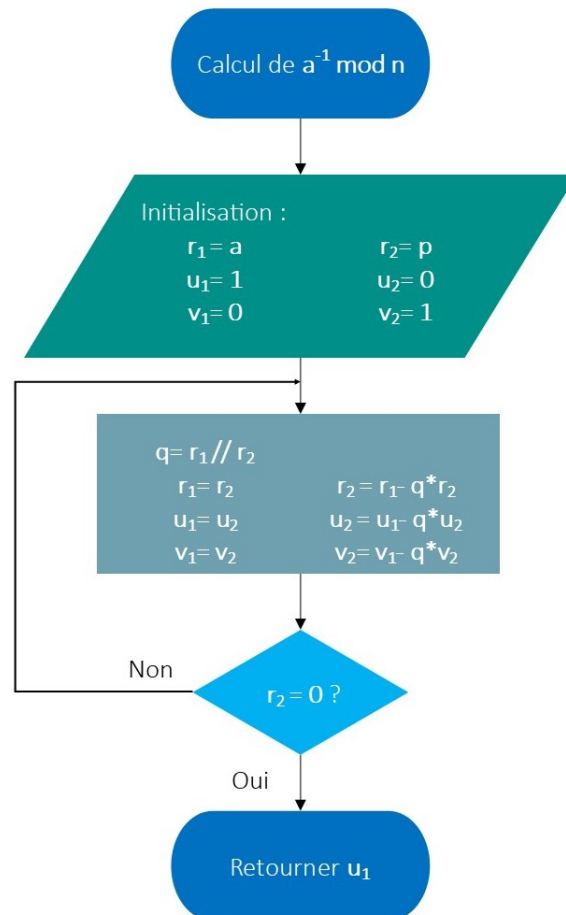 Calcul de a⁻¹ mod n
Initialisation :
r₁= a r₂= p
u₁= 1 u₂= 0
v₁= 0 v₂= 1
q= r₁// r₂
r₁= r₂ r₂= r₁- q*r₂
u₁= u₂ u₂= u₁- q*u₂
v₁= v₂ v₂= v₁- q*v₂
Non
r₂ = 0 ?
Oui
Retourner u₁